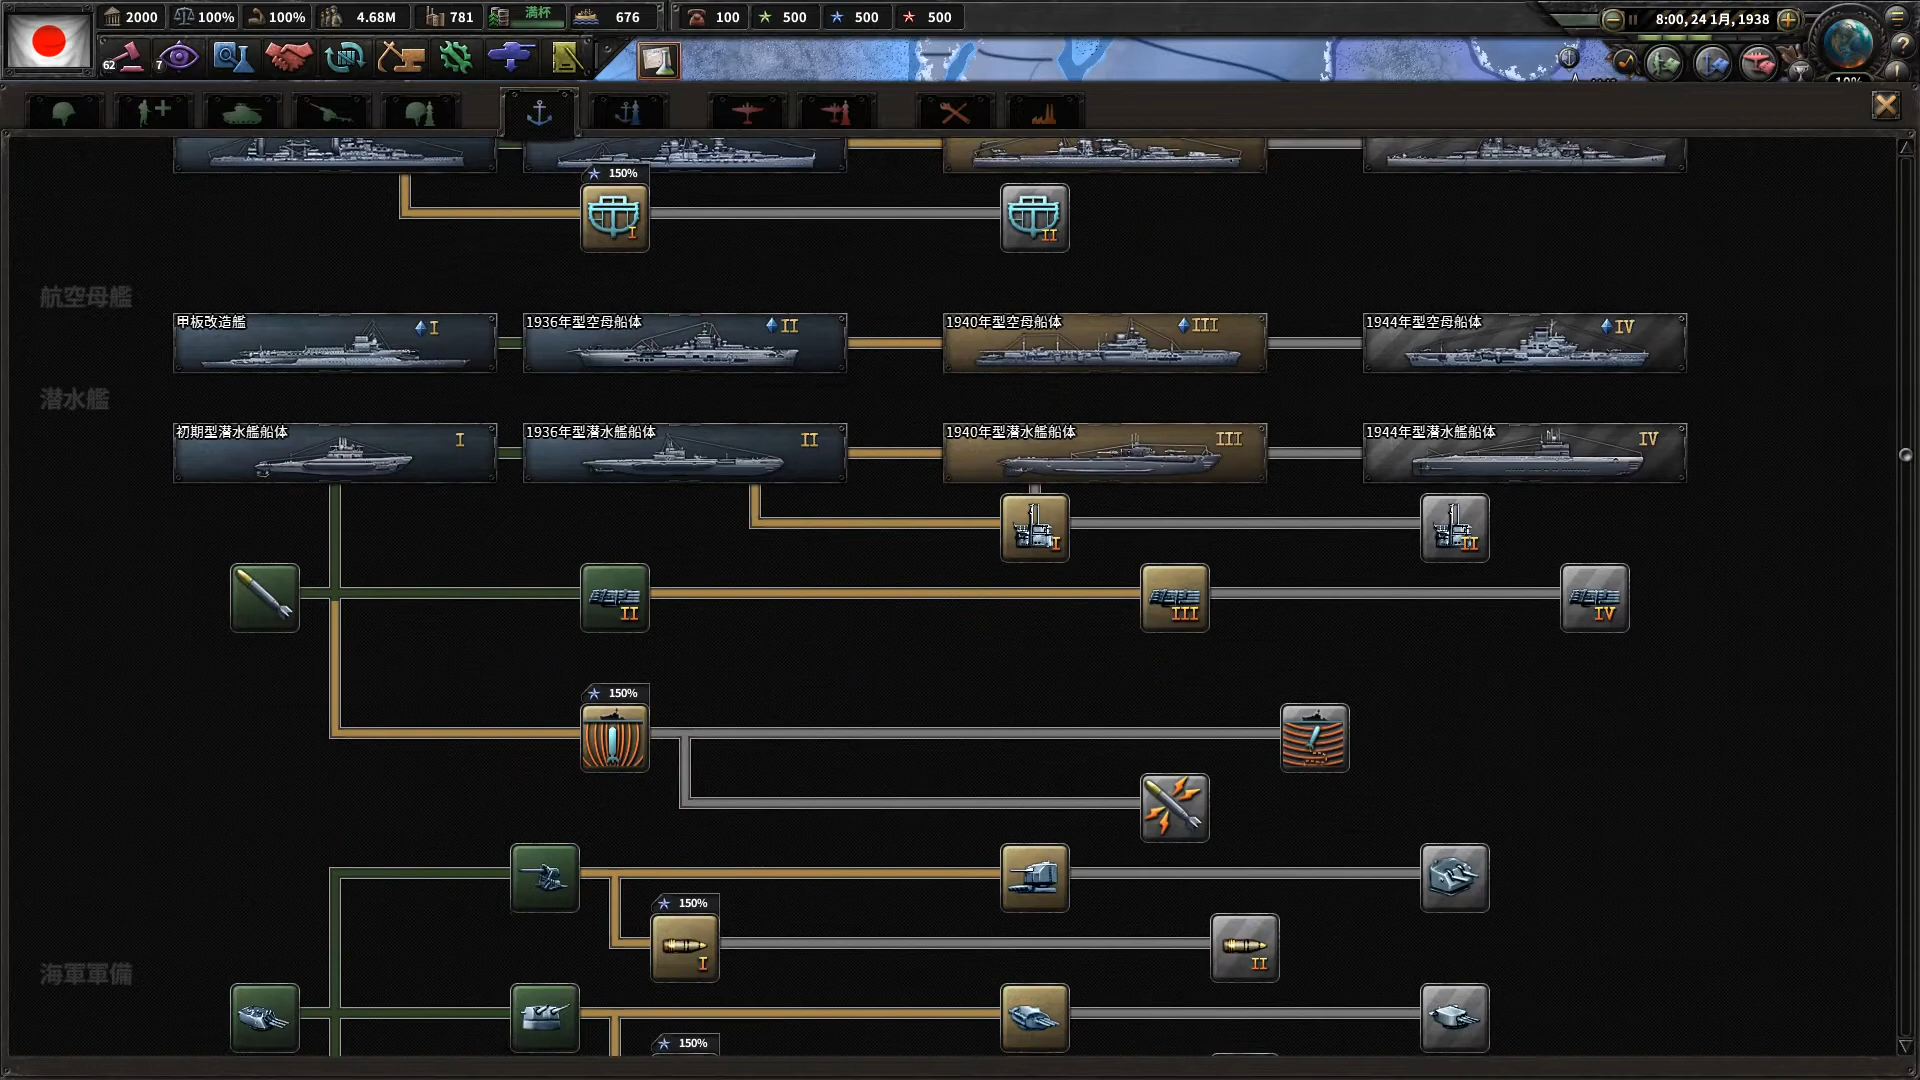 2000 100% 100% 4.68M 781 満杯 676 100 500 500 500 8:00, 24 1月, 1938
62 7
10%
150%
I II
航空母艦
甲板改造艦 I 1936年型空母船体 II 1940年型空母船体 III 1944年型空母船体 IV
潜水艦
初期型潜水艦船体 I 1936年型潜水艦船体 II 1940年型潜水艦船体 III 1944年型潜水艦船体 IV
I II
II III IV
150%
150%
I II
海軍軍備
150%